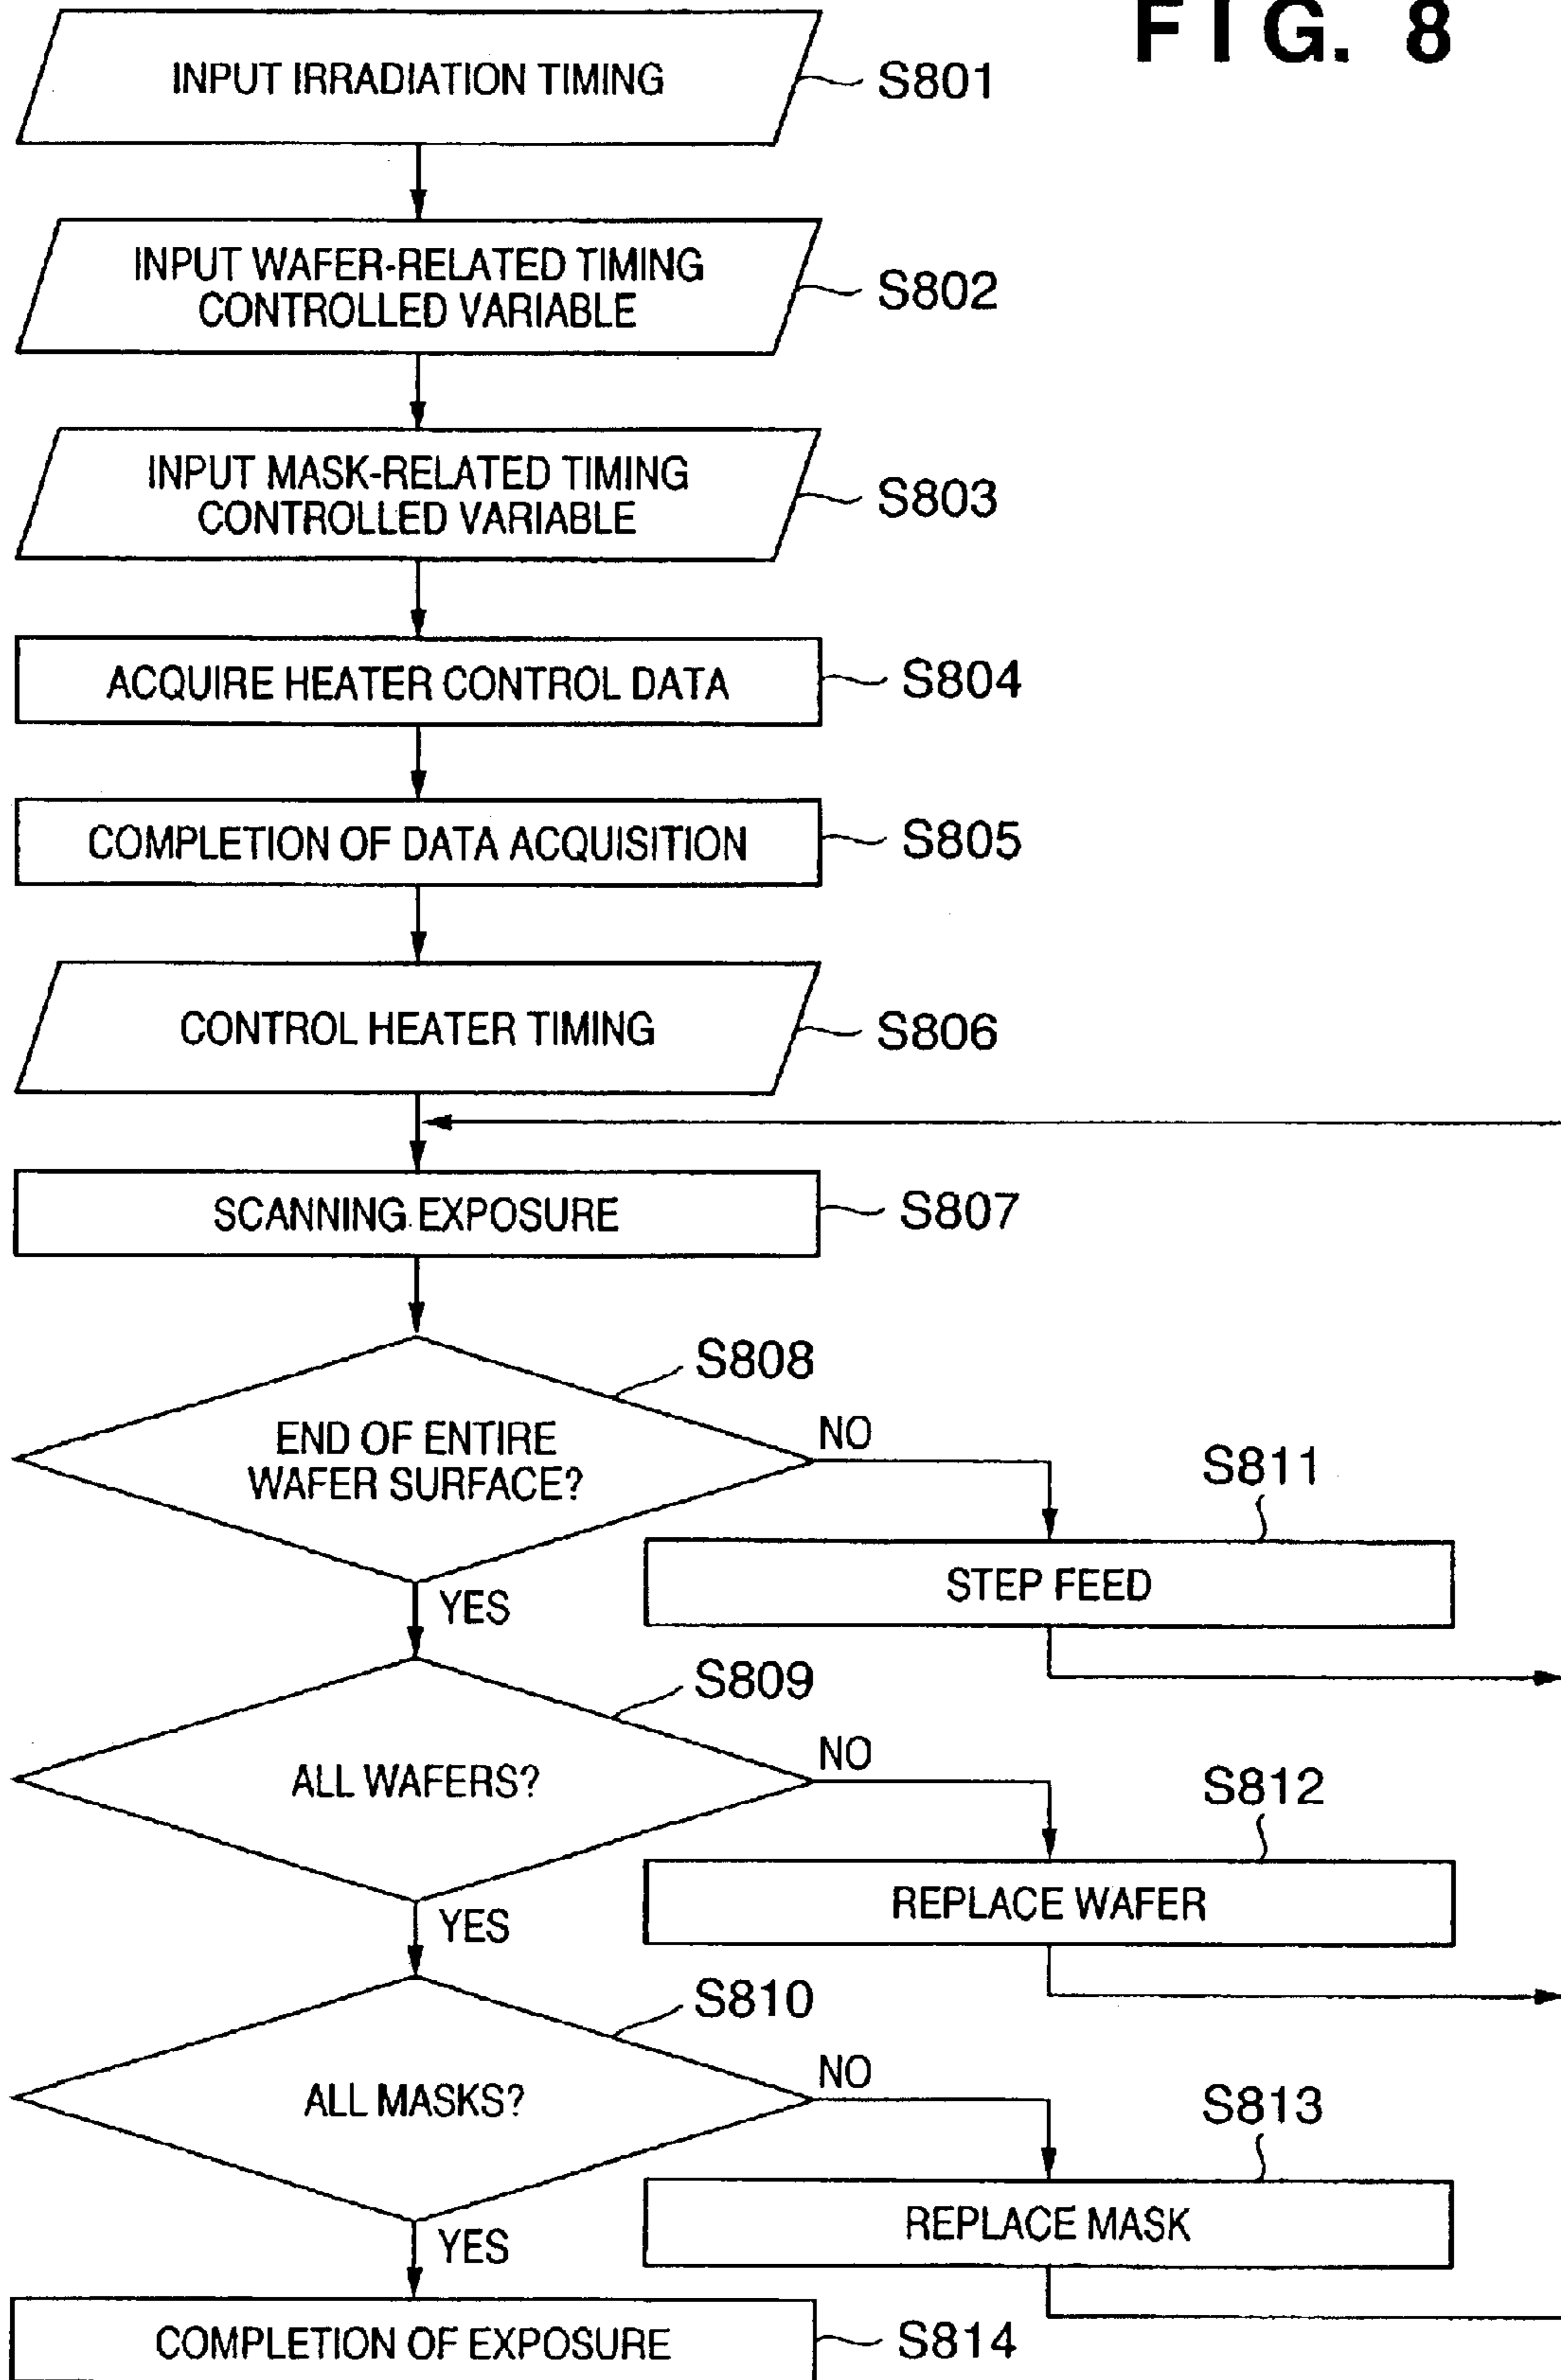 FIG. 8
INPUT IRRADIATION TIMING
S801
INPUT WAFER-RELATED TIMING
CONTROLLED VARIABLE
S802
INPUT MASK-RELATED TIMING
CONTROLLED VARIABLE
S803
ACQUIRE HEATER CONTROL DATA
S804
COMPLETION OF DATA ACQUISITION
S805
CONTROL HEATER TIMING
S806
SCANNING EXPOSURE
S807
S808
END OF ENTIRE
WAFER SURFACE?
NO
S811
STEP FEED
YES
S809
ALL WAFERS?
NO
S812
REPLACE WAFER
YES
S810
ALL MASKS?
NO
S813
REPLACE MASK
YES
COMPLETION OF EXPOSURE
S814